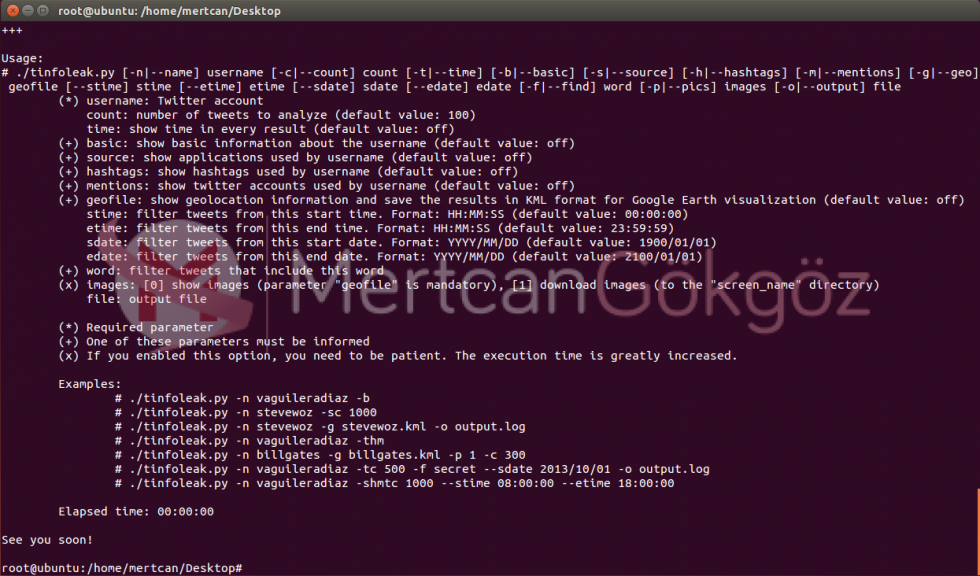 root@ubuntu: /home/mertcan/Desktop
+++
Usage:
# ./tinfoleak.py [-n|--name] username [-c|--count] count [-t|--time] [-b|--basic] [-s|--source] [-h|--hashtags] [-m|--mentions] [-g|--geo]
geofile [--stime] stime [--etime] etime [--sdate] sdate [--edate] edate [-f|--find] word [-p|--pics] images [-o|--output] file
(*) username: Twitter account
count: number of tweets to analyze (default value: 100)
time: show time in every result (default value: off)
(+) basic: show basic information about the username (default value: off)
(+) source: show applications used by username (default value: off)
(+) hashtags: show hashtags used by username (default value: off)
(+) mentions: show twitter accounts used by username (default value: off)
(+) geofile: show geolocation information and save the results in KML format for Google Earth visualization (default value: off)
stime: filter tweets from this start time. Format: HH:MM:SS (default value: 00:00:00)
etime: filter tweets from this end time. Format: HH:MM:SS (default value: 23:59:59)
sdate: filter tweets from this start date. Format: YYYY/MM/DD (default value: 1900/01/01)
edate: filter tweets from this end date. Format: YYYY/MM/DD (default value: 2100/01/01)
(+) word: filter tweets that include this word
(x) images: [0] show images (parameter "geofile" is mandatory), [1] download images (to the "screen_name" directory)
file: output file
MertcanGökgöz
(*) Required parameter
(+) One of these parameters must be informed
(x) If you enabled this option, you need to be patient. The execution time is greatly increased.
Examples:
# ./tinfoleak.py -n vaguileradiaz -b
# ./tinfoleak.py -n stevewoz -sc 1000
# ./tinfoleak.py -n stevewoz -g stevewoz.kml -o output.log
# ./tinfoleak.py -n vaguileradiaz -thm
# ./tinfoleak.py -n billgates -g billgates.kml -p 1 -c 300
# ./tinfoleak.py -n vaguileradiaz -tc 500 -f secret --sdate 2013/10/01 -o output.log
# ./tinfoleak.py -n vaguileradiaz -shmtc 1000 --stime 08:00:00 --etime 18:00:00
Elapsed time: 00:00:00
See you soon!
root@ubuntu:/home/mertcan/Desktop#